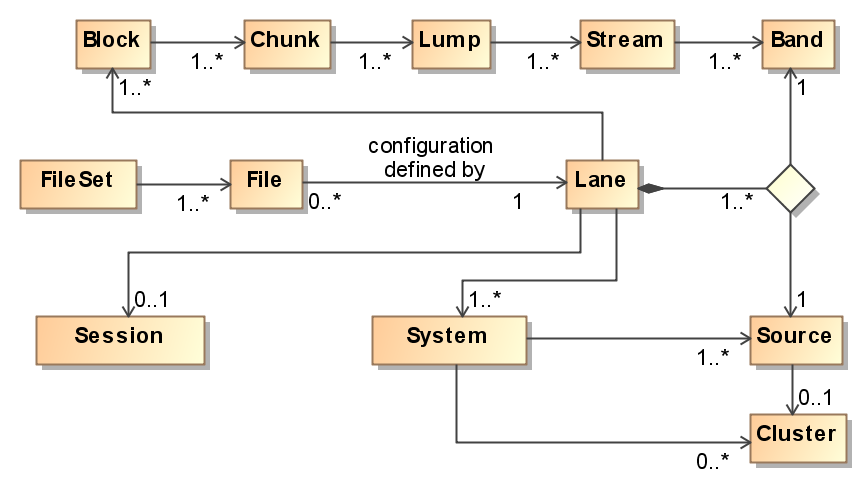 Block
Chunk
Lump
Stream
Band
1..*
1..*
1..*
1..*
1..*
1
configuration
defined by
FileSet
File
Lane
1..*
0..*
1
1..*
0..1
1..*
1
Session
System
Source
1..*
0..1
Cluster
0..*